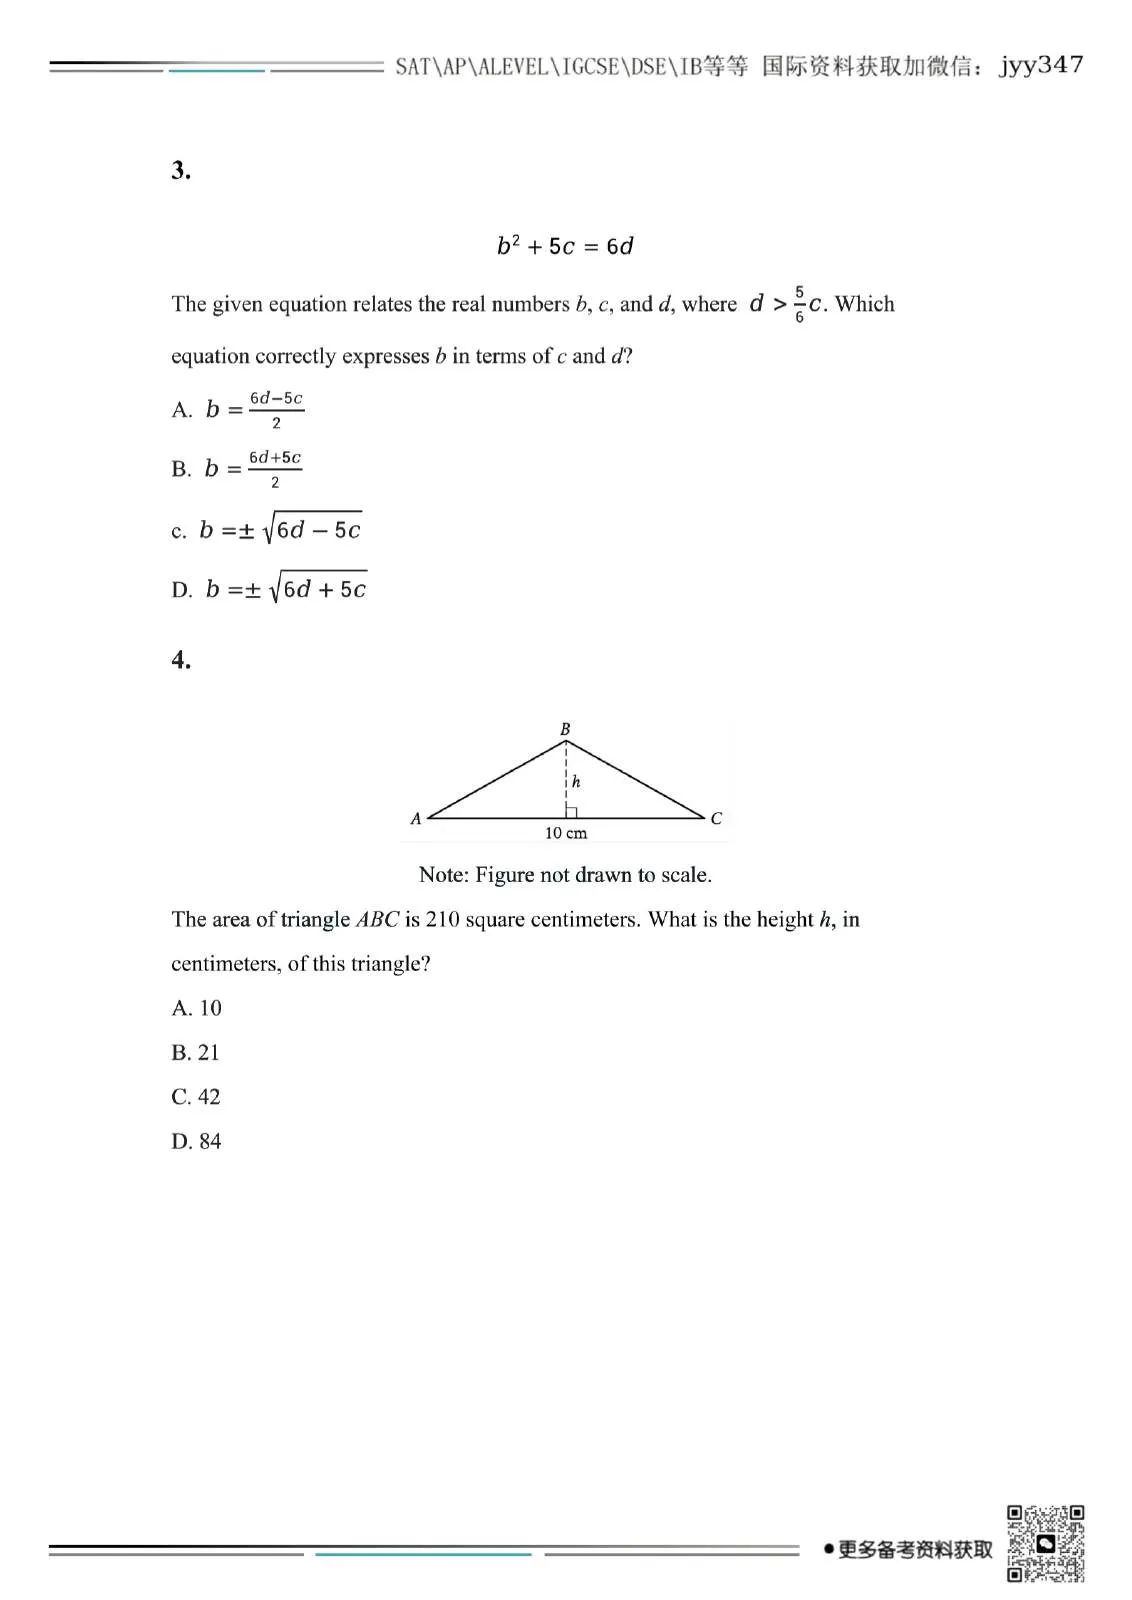 SAT\AP\ALEVEL\IGCSE\DSE\IB等等 国际资料获取加微信： jyy347
3.
b² + 5c = 6d
The given equation relates the real numbers b, c, and d, where d > 5/6 c. Which
equation correctly expresses b in terms of c and d?
A. b = (6d−5c)/2
B. b = (6d+5c)/2
c. b =± √(6d − 5c)
D. b =± √(6d + 5c)
4.
B
h
A
C
10 cm
Note: Figure not drawn to scale.
The area of triangle ABC is 210 square centimeters. What is the height h, in
centimeters, of this triangle?
A. 10
B. 21
C. 42
D. 84
●更多备考资料获取